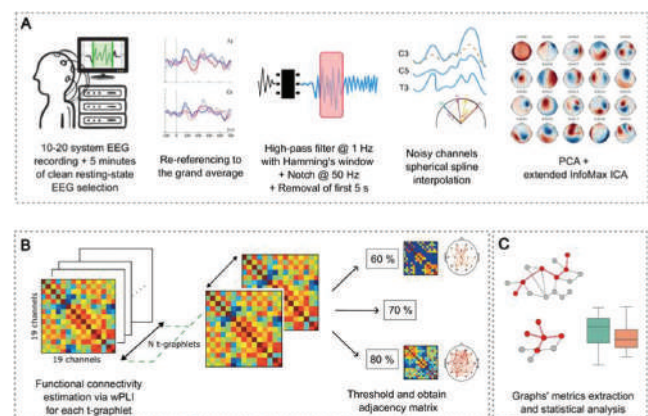 A
10-20 system EEG
recording + 5 minutes
of clean resting-state
EEG selection
Re-referencing to
the grand average
High-pass filter @ 1 Hz
with Hamming's window
+ Notch @ 50 Hz
+ Removal of first 5 s
C3
C5
T3
Noisy channels
spherical spline
interpolation
PCA +
extended InfoMax ICA
B
19 channels
19 channels
N t-graphlets
Functional connectivity
estimation via wPLI
for each t-graphlet
60 %
70 %
80 %
Threshold and obtain
adjacency matrix
C
Graphs' metrics extraction
and statistical analysis